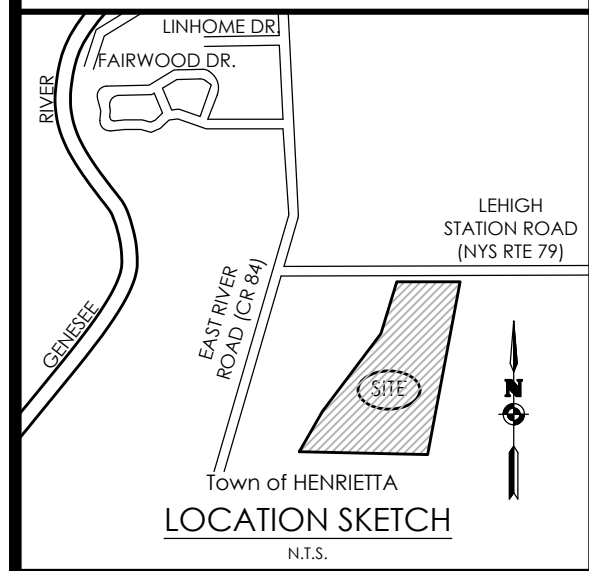 LINHOME DR.
FAIRWOOD DR.
RIVER
LEHIGH
STATION ROAD
(NYS RTE 79)
EAST RIVER
ROAD (CR 84)
GENESEE
SITE
N
Town of HENRIETTA
LOCATION SKETCH
N.T.S.